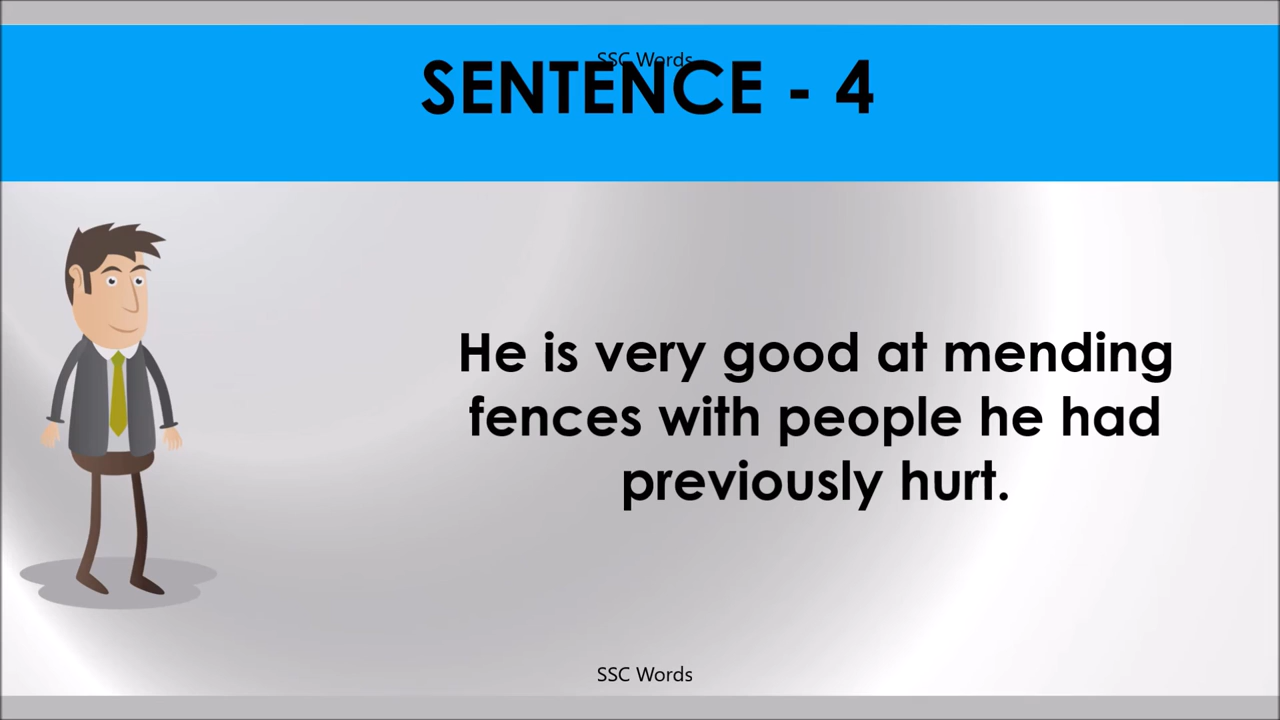 SSC Words
SENTENCE - 4
He is very good at mending
fences with people he had
previously hurt.
SSC Words